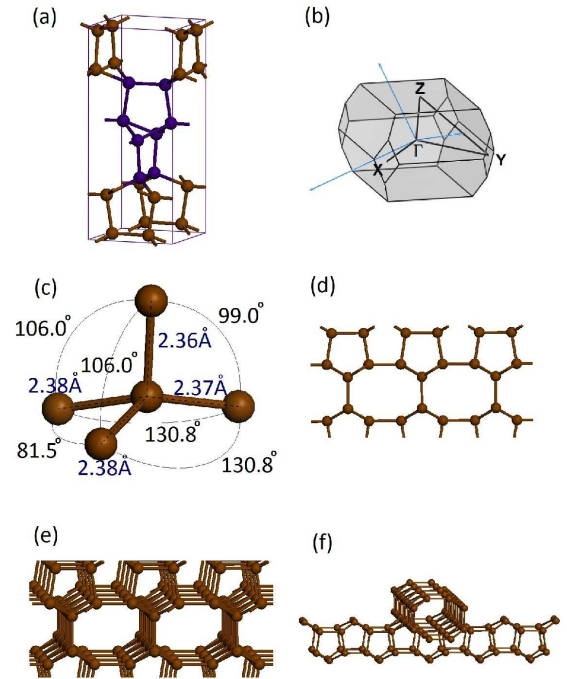 (a)
(b)
Z
Γ
X
Y
(c)
106.0°
99.0°
2.36Å
106.0°
2.38Å
2.37Å
130.8°
81.5°
2.38Å
130.8°
(d)
(e)
(f)